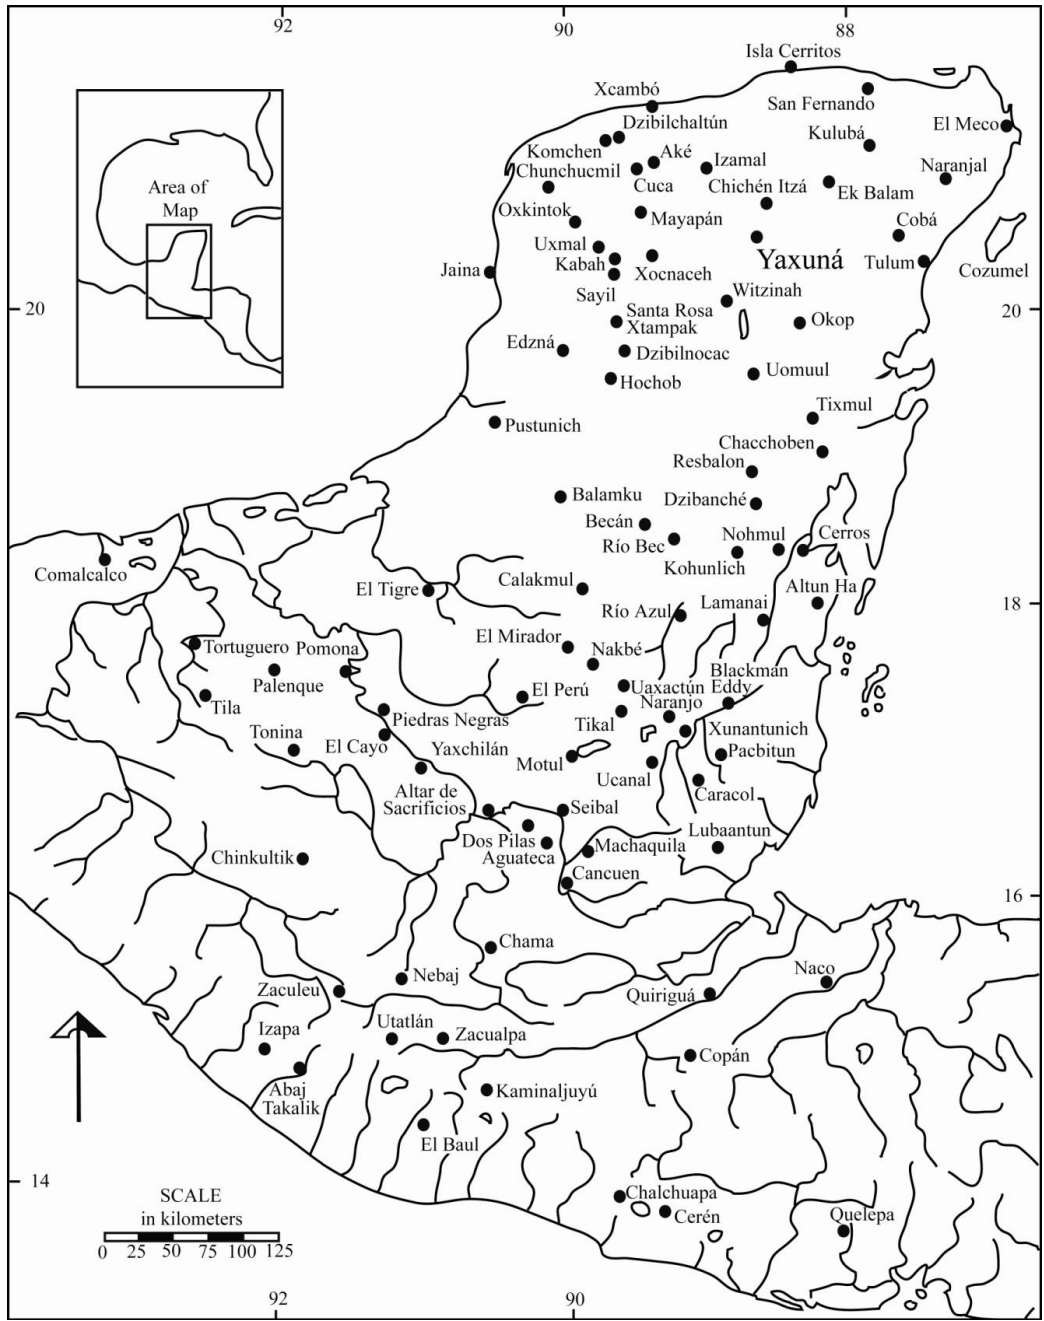 92
90
88
Isla Cerritos
Xcambó
San Fernando
Dzibilchaltún
El Meco
Kulubá
Komchen
Aké
Izamal
Naranjal
Chunchucmil
Cuca
Chichén Itzá
Ek Balam
Oxkintok
Mayapán
Cobá
Uxmal
Kabah
Yaxuná
Tulum
Jaina
Xocnaceh
Cozumel
Area of
Map
Sayil
Witzinah
20
Santa Rosa
Xtampak
Okop
20
Edzná
Dzibilnocac
Hochob
Uomuul
Pustunich
Tixmul
Chacchoben
Resbalon
Balamku
Dzibanché
Becán
Río Bec
Nohmul
Cerros
Comalcalco
Kohunlich
El Tigre
Calakmul
Altun Ha
Río Azul
Lamanai
18
Tortuguero
Pomona
El Mirador
Nakbé
Palenque
Blackman
Eddy
Tila
El Perú
Uaxactún
Naranjo
Piedras Negras
Tikal
Tonina
El Cayo
Yaxchilán
Xunantunich
Motul
Pacbitun
Ucanal
Altar de
Sacrificios
Caracol
Seibal
Dos Pilas
Aguateca
Lubaantun
Machaquila
Chinkultik
Cancuen
16
Chama
Nebaj
Naco
Zaculeu
Quiriguá
Izapa
Utatlán
Zacualpa
Copán
Abaj
Takalik
Kaminaljuyú
El Baul
14
SCALE
in kilometers
0 25 50 75 100 125
Chalchuapa
Cerén
Quelepa
92
90